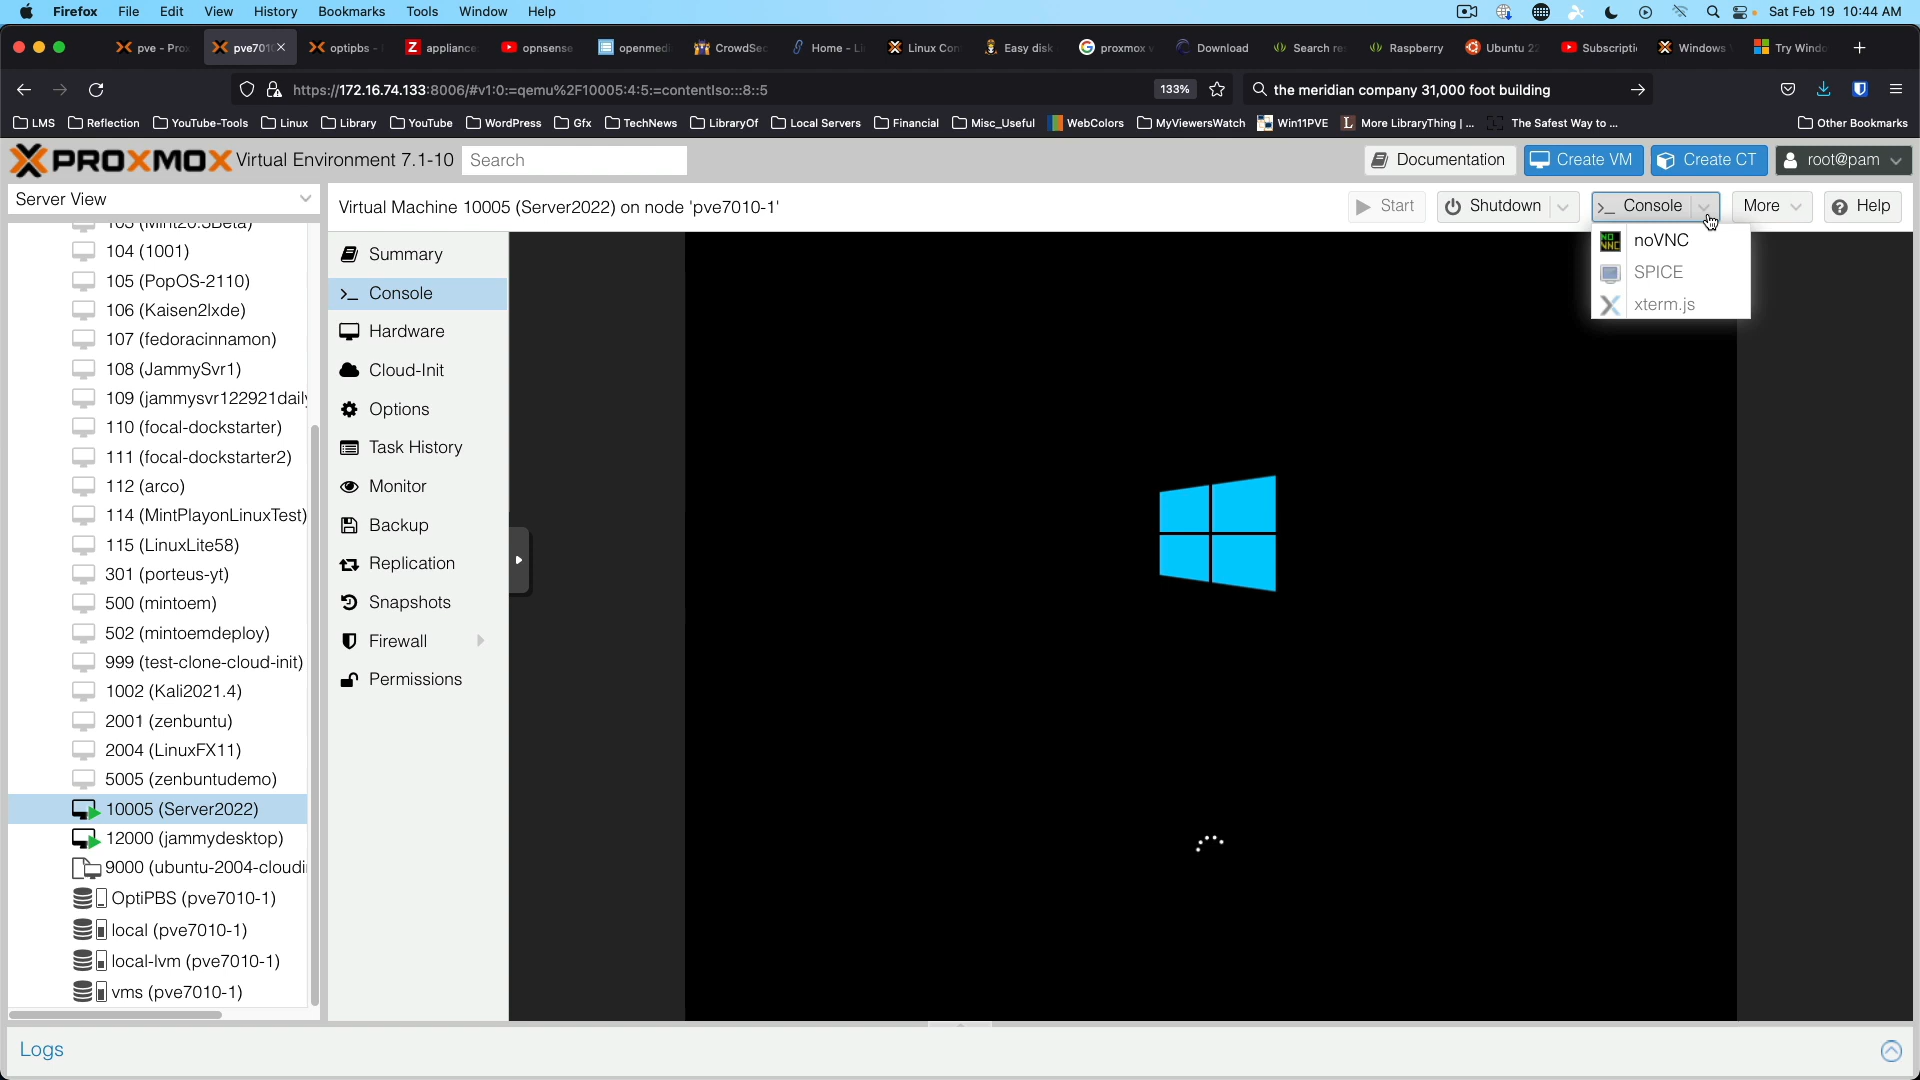 Firefox File Edit View History Bookmarks Tools Window Help Sat Feb 19 10:44 AM
pve - Pro pve701 optipbs - appliance opnsense openmedi CrowdSec Home - Li Linux Con Easy disk proxmox v Download Search re Raspberry Ubuntu 22 Subscripti Windows Try Windo
https://172.16.74.133:8006/#v1:0:=qemu%2F10005:4:5:=contentIso:::8::5 133% the meridian company 31,000 foot building
LMS Reflection YouTube-Tools Linux Library YouTube WordPress Gfx TechNews LibraryOf Local Servers Financial Misc_Useful WebColors MyViewersWatch Win11PVE More LibraryThing | ... The Safest Way to ... Other Bookmarks
PROXMOX Virtual Environment 7.1-10 Search Documentation Create VM Create CT root@pam
Server View
Virtual Machine 10005 (Server2022) on node 'pve7010-1' Start Shutdown Console More Help
noVNC
SPICE
xterm.js
103 (Mint20.3Beta)
104 (1001)
105 (PopOS-2110)
106 (Kaisen2lxde)
107 (fedoracinnamon)
108 (JammySvr1)
109 (jammysvr122921daily
110 (focal-dockstarter)
111 (focal-dockstarter2)
112 (arco)
114 (MintPlayonLinuxTest)
115 (LinuxLite58)
301 (porteus-yt)
500 (mintoem)
502 (mintoemdeploy)
999 (test-clone-cloud-init)
1002 (Kali2021.4)
2001 (zenbuntu)
2004 (LinuxFX11)
5005 (zenbuntudemo)
10005 (Server2022)
12000 (jammydesktop)
9000 (ubuntu-2004-cloudi
OptiPBS (pve7010-1)
local (pve7010-1)
local-lvm (pve7010-1)
vms (pve7010-1)
Summary
Console
Hardware
Cloud-Init
Options
Task History
Monitor
Backup
Replication
Snapshots
Firewall
Permissions
Logs